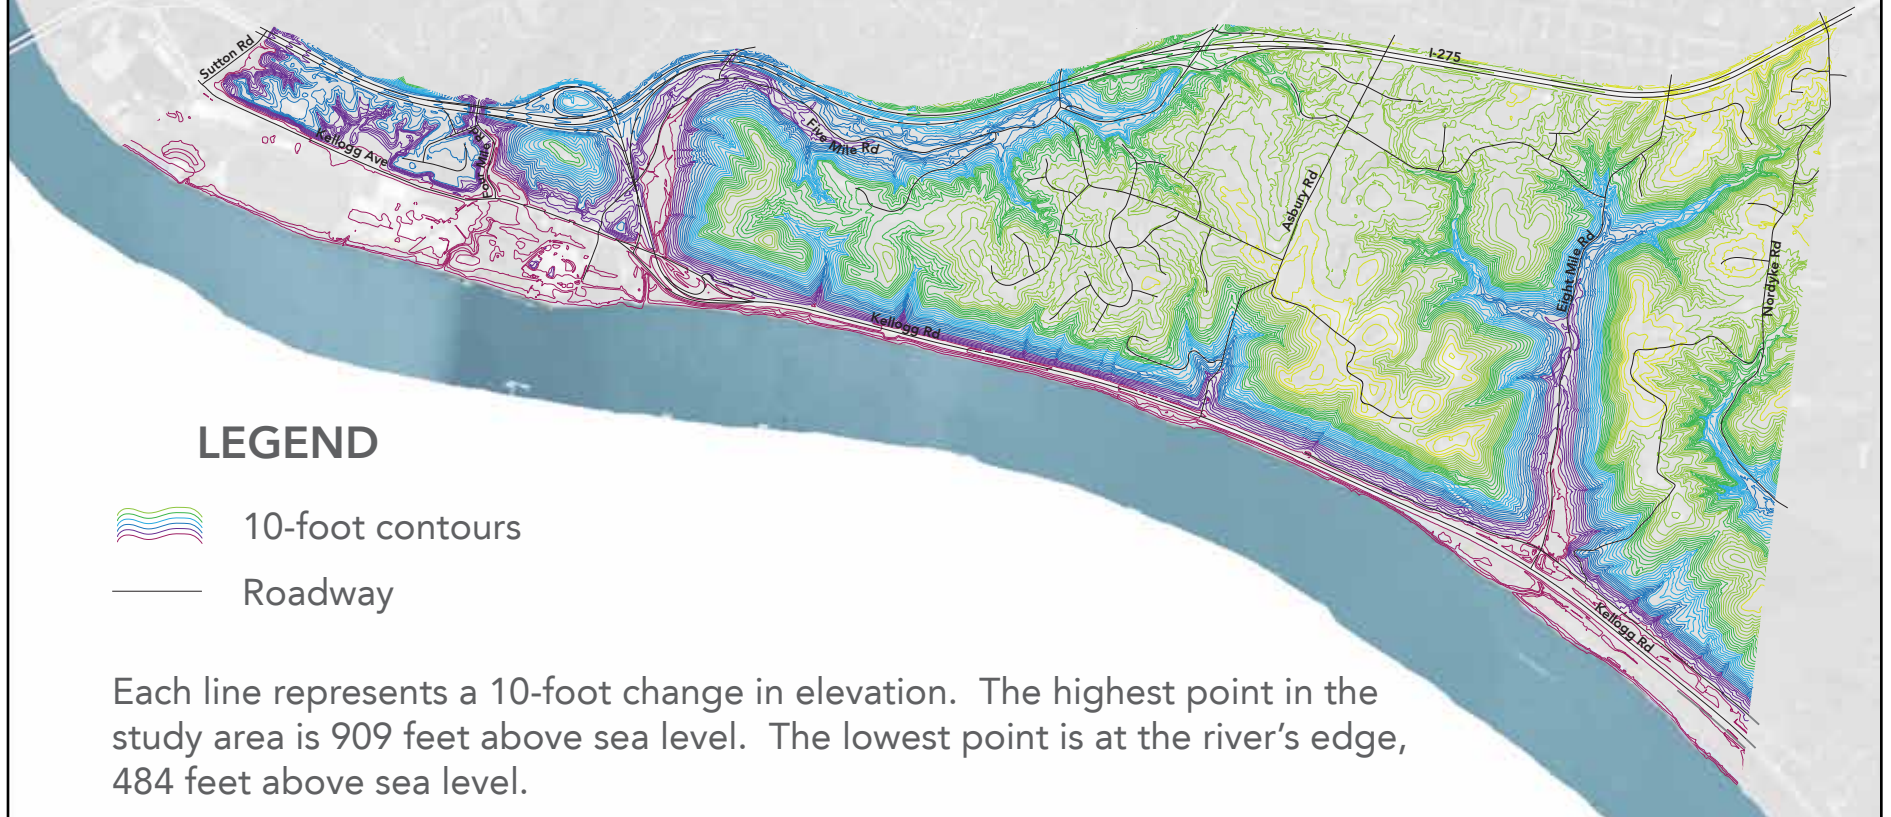 Sutton Rd
I-275
Kellogg Ave
Four Mile Rd
Five Mile Rd
Asbury Rd
Eight Mile Rd
Nordyke Rd
Kellogg Rd
Kellogg Rd
LEGEND
10-foot contours
Roadway
Each line represents a 10-foot change in elevation.  The highest point in the
study area is 909 feet above sea level.  The lowest point is at the river's edge,
484 feet above sea level.